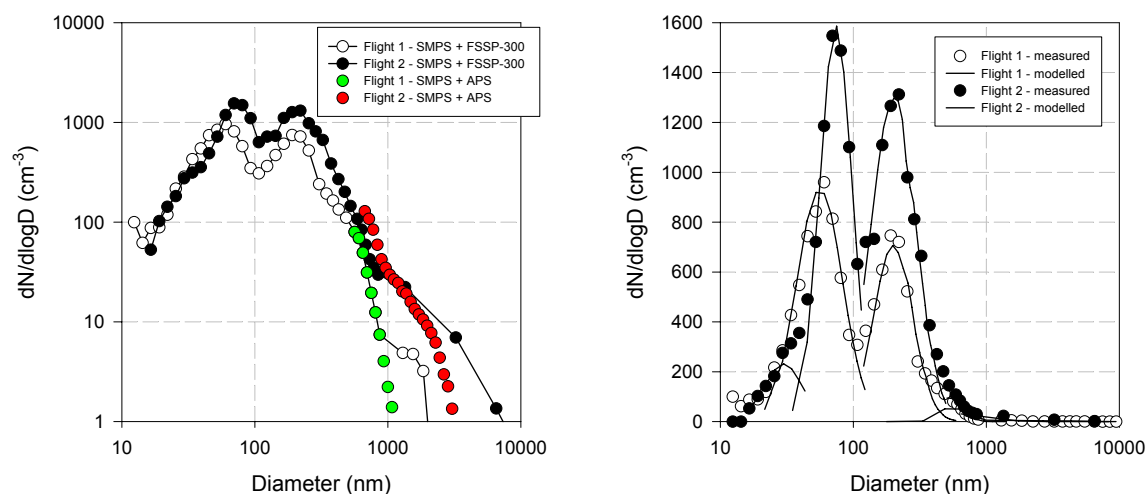 10000
1000
100
10
1
dN/dlogD (cm⁻³)
Flight 1 - SMPS + FSSP-300
Flight 2 - SMPS + FSSP-300
Flight 1 - SMPS + APS
Flight 2 - SMPS + APS
10 100 1000 10000
Diameter (nm)
1600
1400
1200
1000
800
600
400
200
0
dN/dlogD (cm⁻³)
Flight 1 - measured
Flight 1 - modelled
Flight 2 - measured
Flight 2 - modelled
10 100 1000 10000
Diameter (nm)